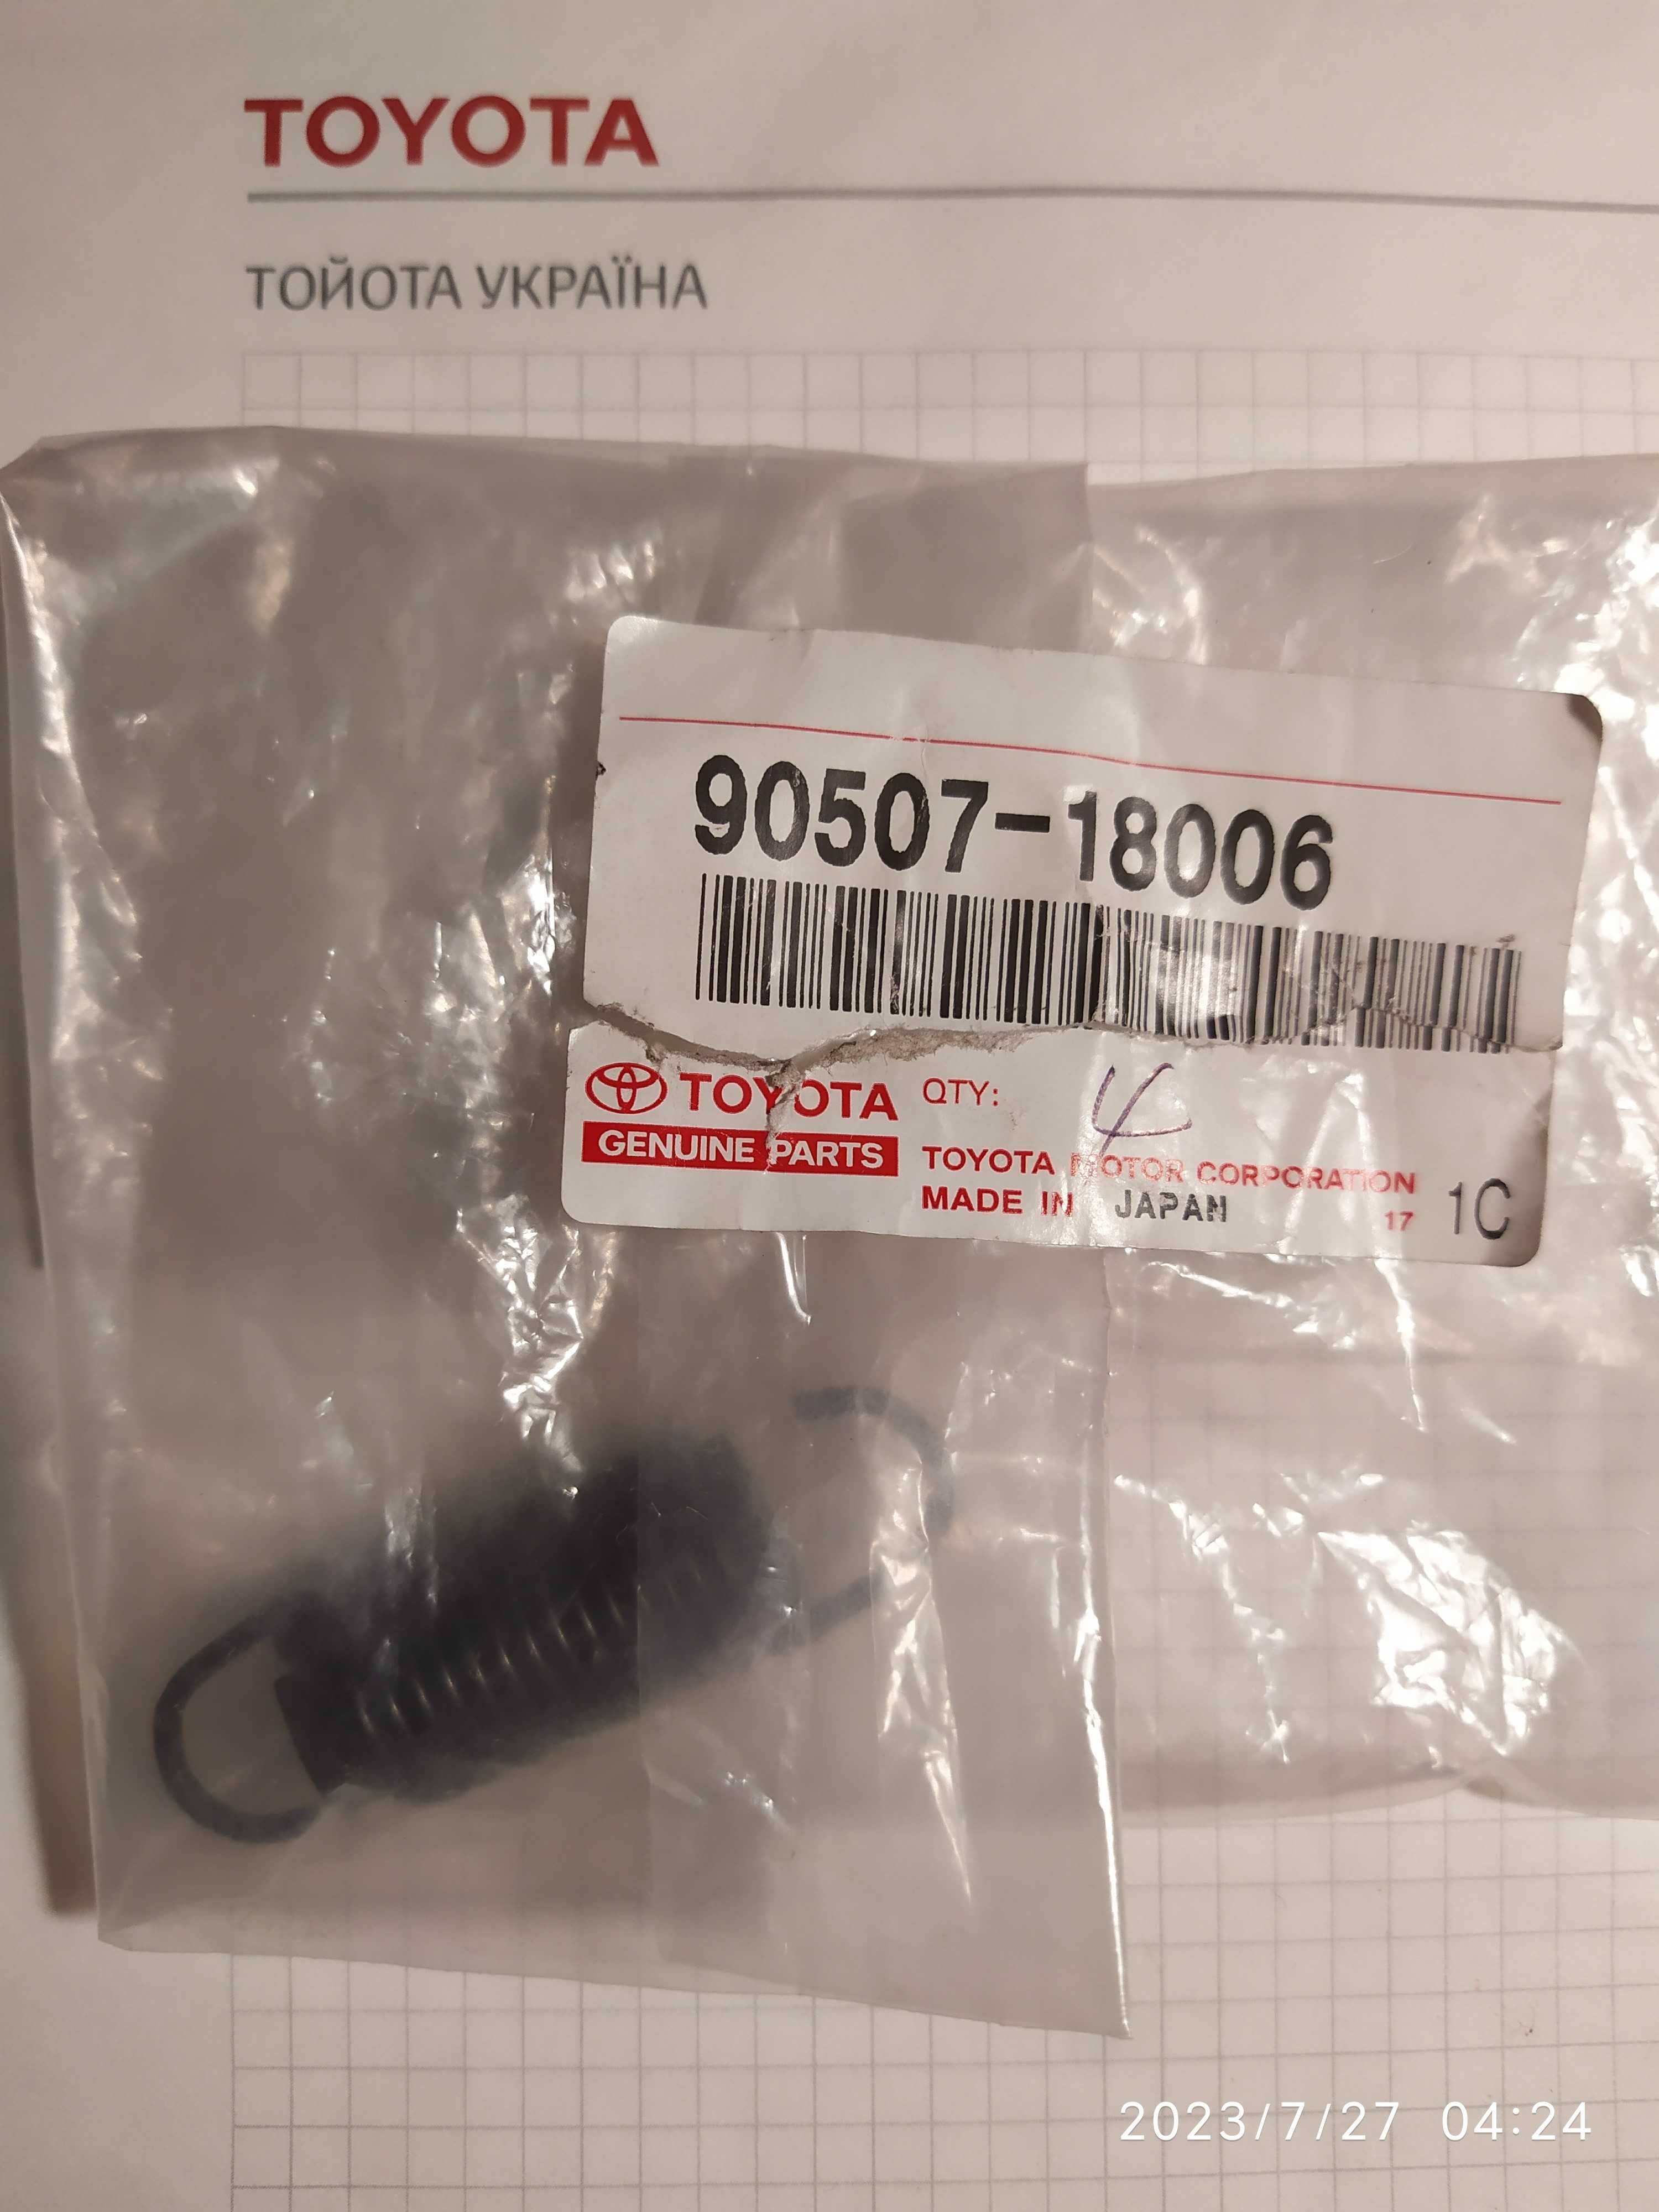 TOYOTA
ТОЙОТА УКРАЇНА
90507-18006
TOYOTA QTY: 4
GENUINE PARTS
TOYOTA MOTOR CORPORATION
MADE IN JAPAN 17 1C
2023/7/27 04:24